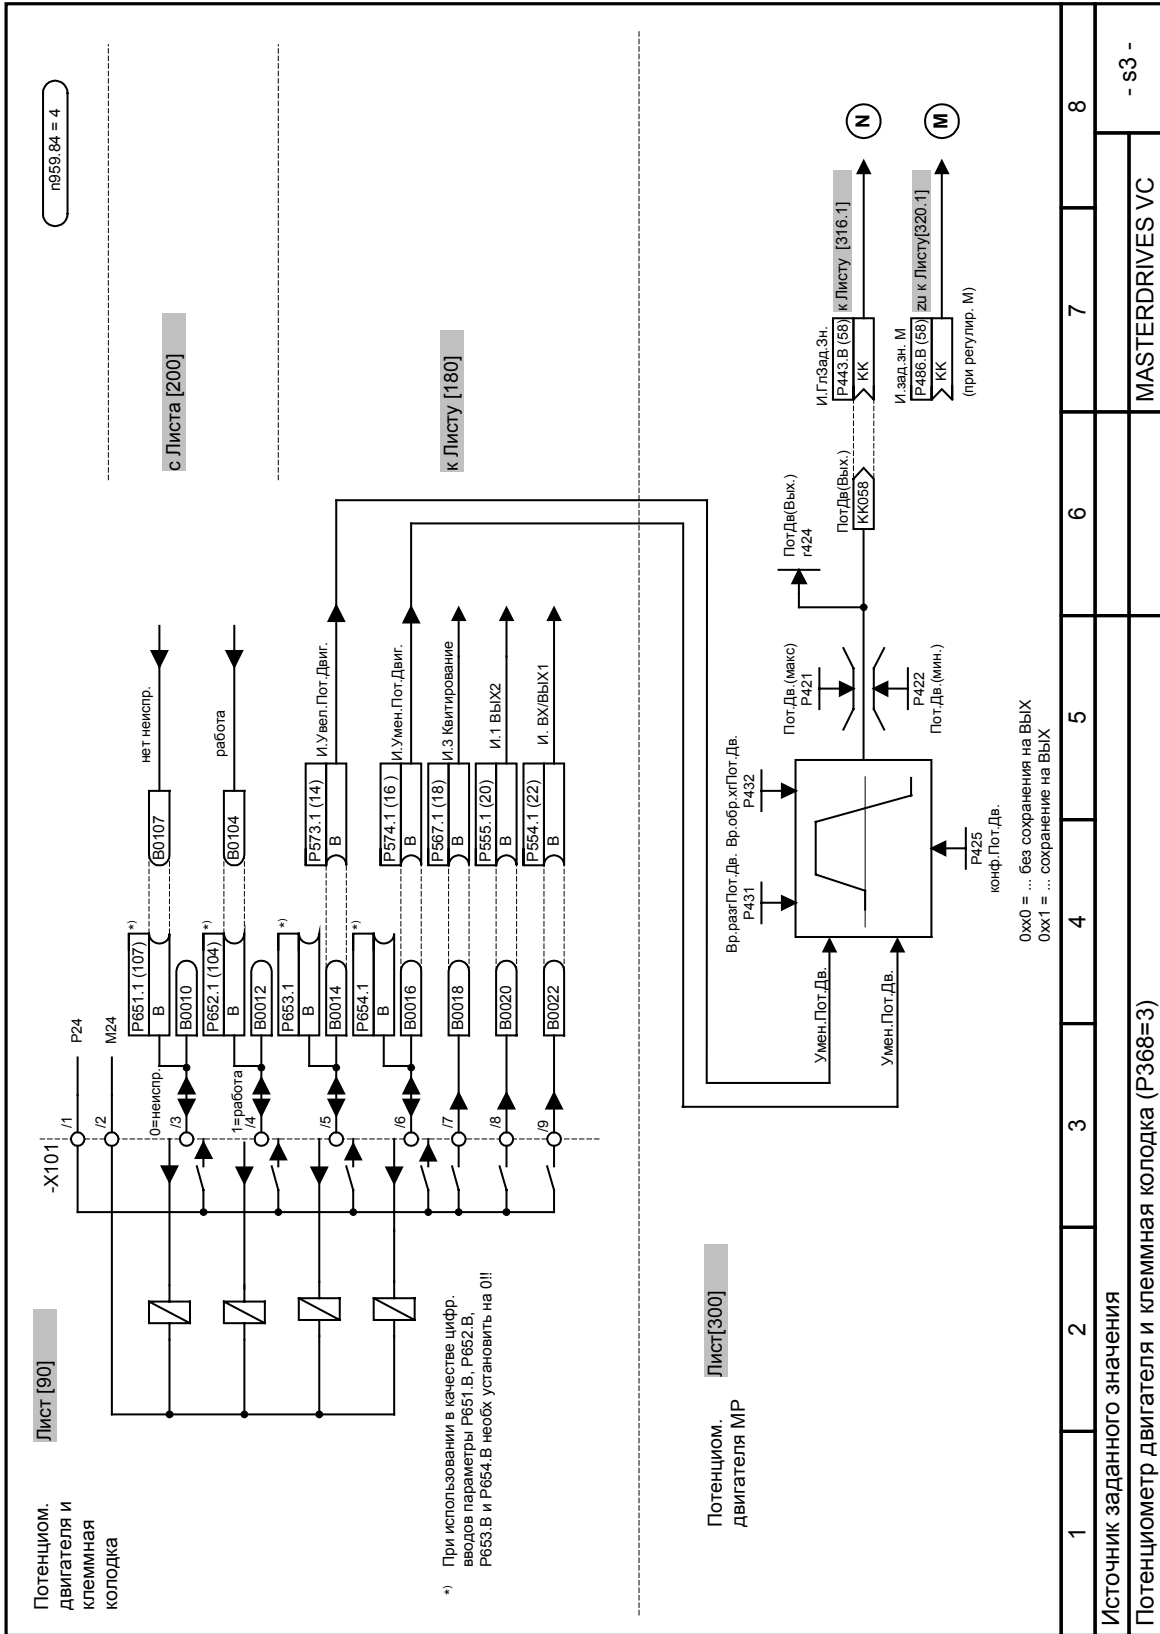 Потенциом.
двигателя и
клеммная
колодка
Лист [90]
n959.84 = 4
-X101
/1
P24
/2
M24
0=неиспр.
/3
P651.1 (107)
*)
B
B0010
B0107
нет неиспр.
с Листа [200]
1=работа
/4
P652.1 (104)
*)
B
B0012
B0104
работа
/5
P653.1
*)
B
B0014
P573.1 (14)
B
И.Увел.Пот.Двиг.
/6
P654.1
*)
B
B0016
P574.1 (16 )
B
И.Умен.Пот.Двиг.
к Листу [180]
/7
B0018
P567.1 (18)
B
И.3 Квитирование
/8
B0020
P555.1 (20)
B
И.1 ВЫХ2
/9
B0022
P554.1 (22)
B
И. ВХ/ВЫХ1
*) При использовании в качестве цифр.
вводов параметры P651.B, P652.B,
P653.B и P654.B необх установить на 0!!
Потенциом.
двигателя MP
Лист[300]
Вр.разгПот.Дв.
P431
Вр.обр.хгПот.Дв.
P432
Пот.Дв.(макс)
P421
P422
Пот.Дв.(мин.)
ПотДв(Вых.)
r424
Умен.Пот.Дв.
Умен.Пот.Дв.
P425
конф.Пот.Дв.
ПотДв(Вых.)
KK058
И.ГлЗад.Зн.
P443.B (58)
KK
к Листу [316.1]
N
И.зад.зн. М
P486.B (58)
KK
zu к Листу[320.1]
M
(при регулир. М)
0xx0 = ... без сохранения на ВЫХ
0xx1 = ... сохранение на ВЫХ
1 2 3 4 5 6 7 8
Источник заданного значения
- s3 -
Потенциометр двигателя и клеммная колодка (P368=3)
MASTERDRIVES VC